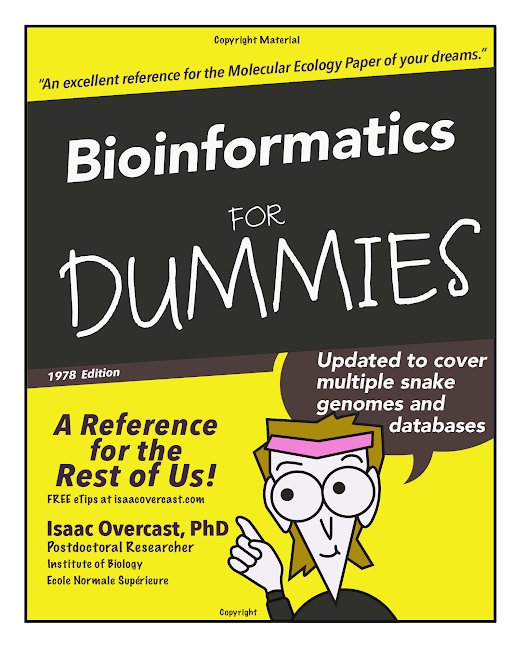 Copyright Material
“An excellent reference for the Molecular Ecology Paper of your dreams.”
Bioinformatics
FOR
DUMMIES
1978 Edition
Updated to cover
multiple snake
genomes and
databases
A Reference
for the
Rest of Us!
FREE eTips at isaacovercast.com
Isaac Overcast, PhD
Postdoctoral Researcher
Institute of Biology
Ecole Normale Supérieure
Copyright